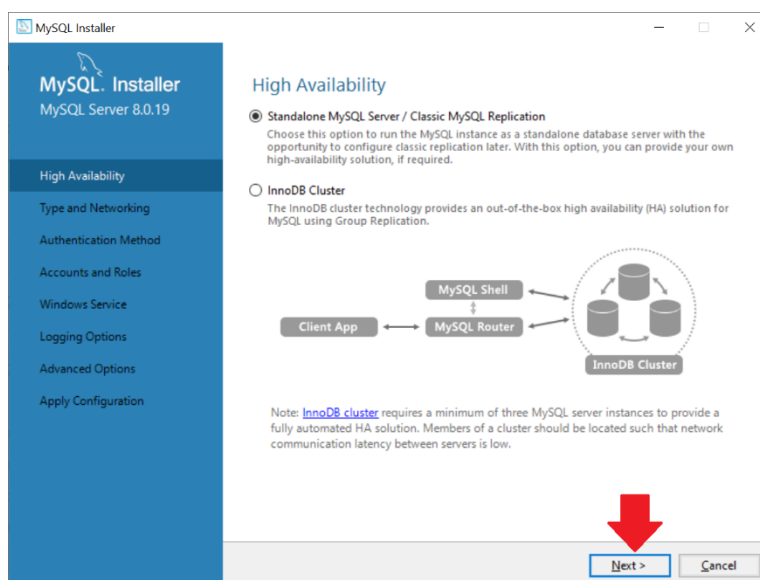 MySQL Installer
MySQL. Installer
MySQL Server 8.0.19
High Availability
Type and Networking
Authentication Method
Accounts and Roles
Windows Service
Logging Options
Advanced Options
Apply Configuration
High Availability
Standalone MySQL Server / Classic MySQL Replication
Choose this option to run the MySQL instance as a standalone database server with the
opportunity to configure classic replication later. With this option, you can provide your own
high-availability solution, if required.
InnoDB Cluster
The InnoDB cluster technology provides an out-of-the-box high availability (HA) solution for
MySQL using Group Replication.
MySQL Shell
Client App
MySQL Router
InnoDB Cluster
Note: InnoDB cluster requires a minimum of three MySQL server instances to provide a
fully automated HA solution. Members of a cluster should be located such that network
communication latency between servers is low.
Next >
Cancel